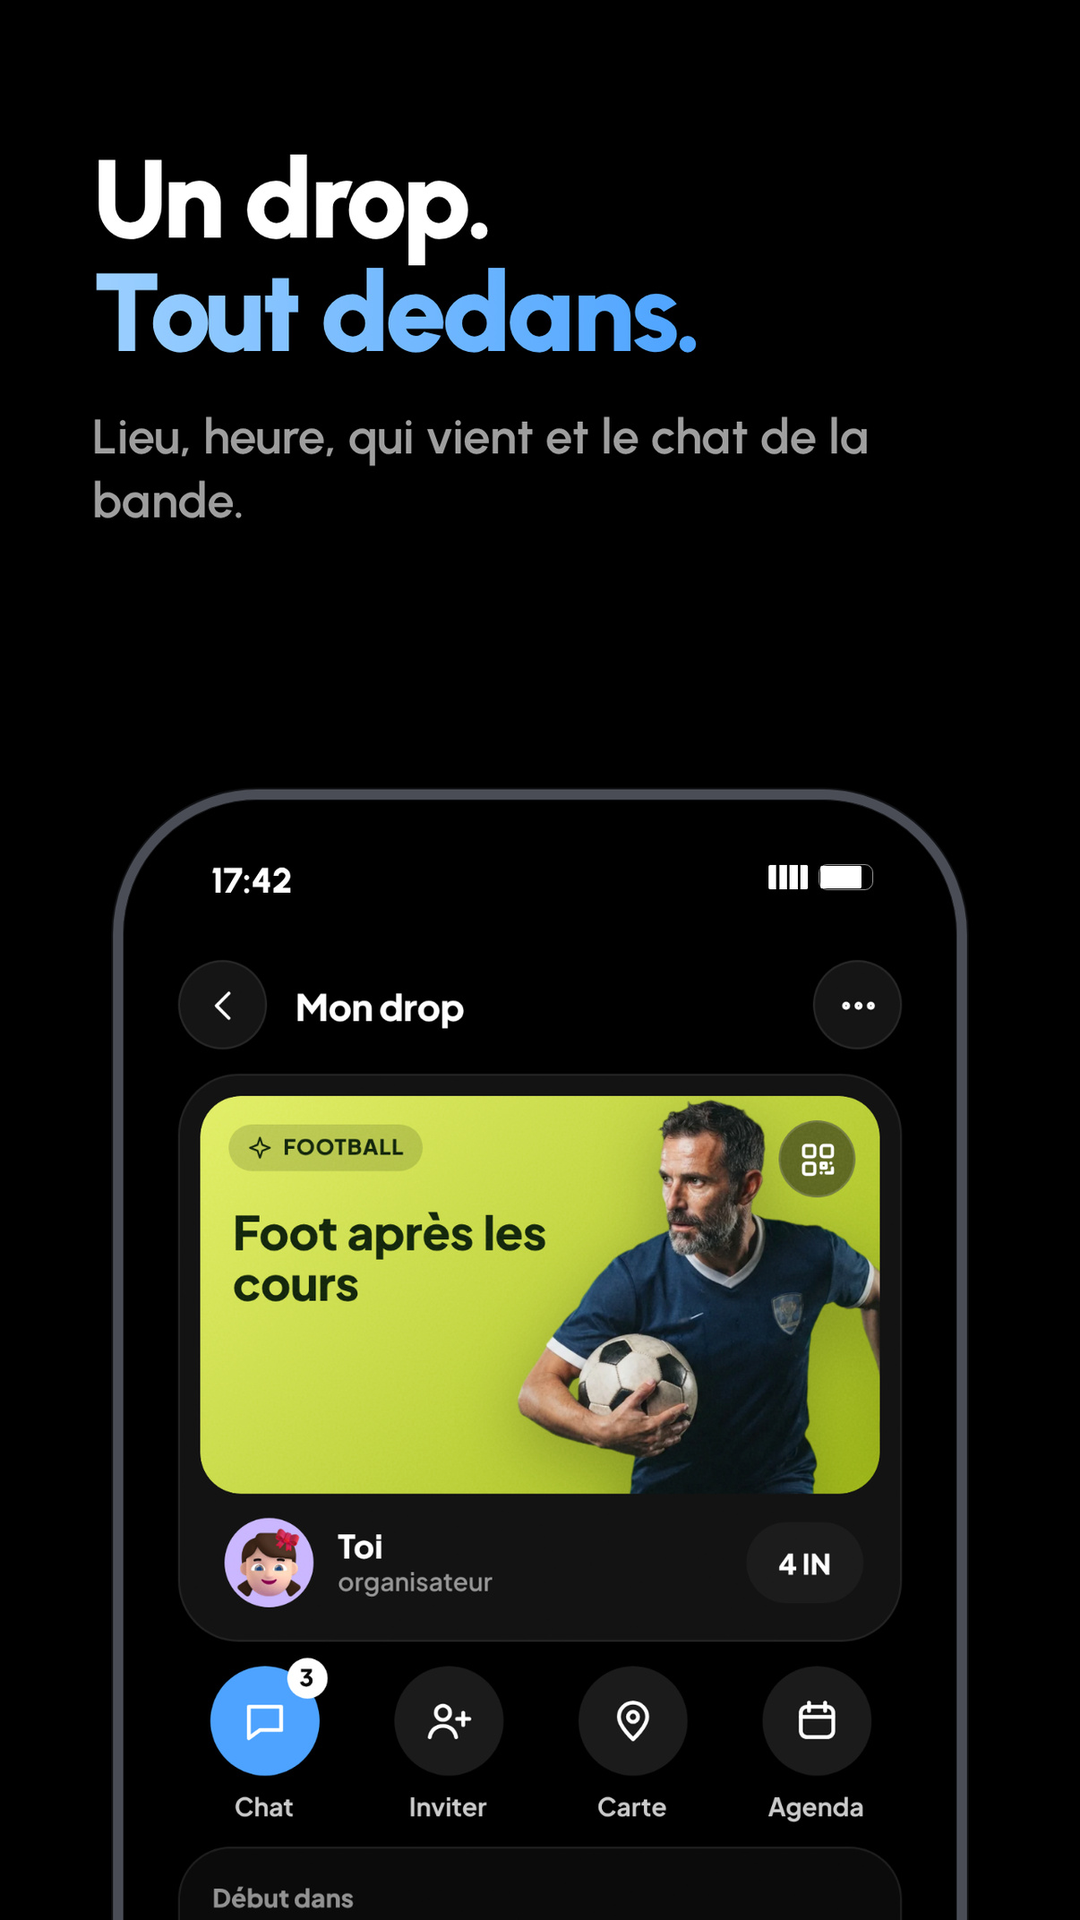 Un drop.
Tout dedans.
Lieu, heure, qui vient et le chat de la
bande.
17:42
Mon drop
FOOTBALL
Foot après les
cours
Toi
organisateur
4 IN
3
Chat
Inviter
Carte
Agenda
Début dans